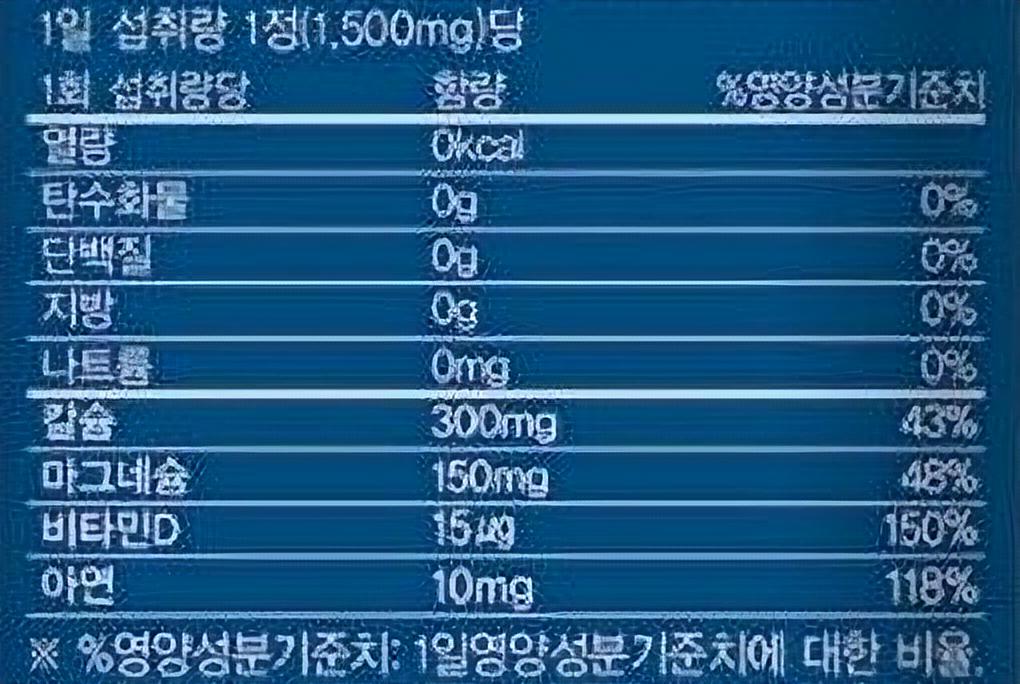 1일 섭취량 1정(1,500mg)당
1회 섭취량당 함량 %영양성분기준치
열량 0kcal
탄수화물 0g 0%
단백질 0g 0%
지방 0g 0%
나트륨 0mg 0%
칼슘 300mg 43%
마그네슘 150mg 48%
비타민D 15㎍ 150%
아연 10mg 118%
※ %영양성분기준치: 1일영양성분기준치에 대한 비율.